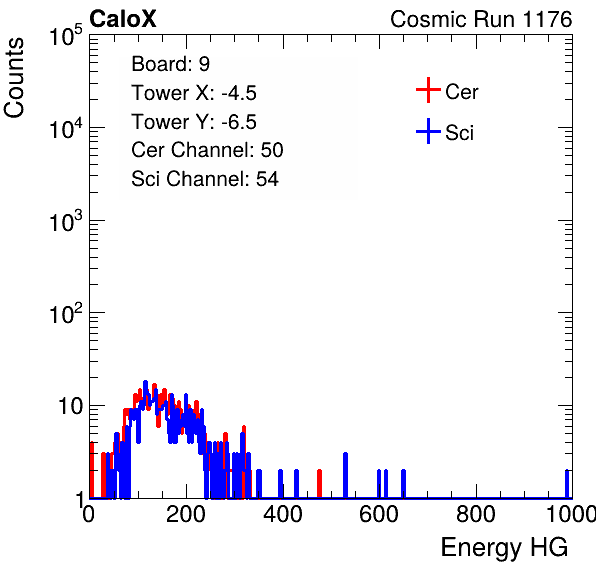 CaloX Cosmic Run 1176
Counts
Board: 9
Tower X: -4.5
Tower Y: -6.5
Cer Channel: 50
Sci Channel: 54
Cer
Sci
10^5
10^4
10^3
10^2
10
1
0 200 400 600 800 1000
Energy HG